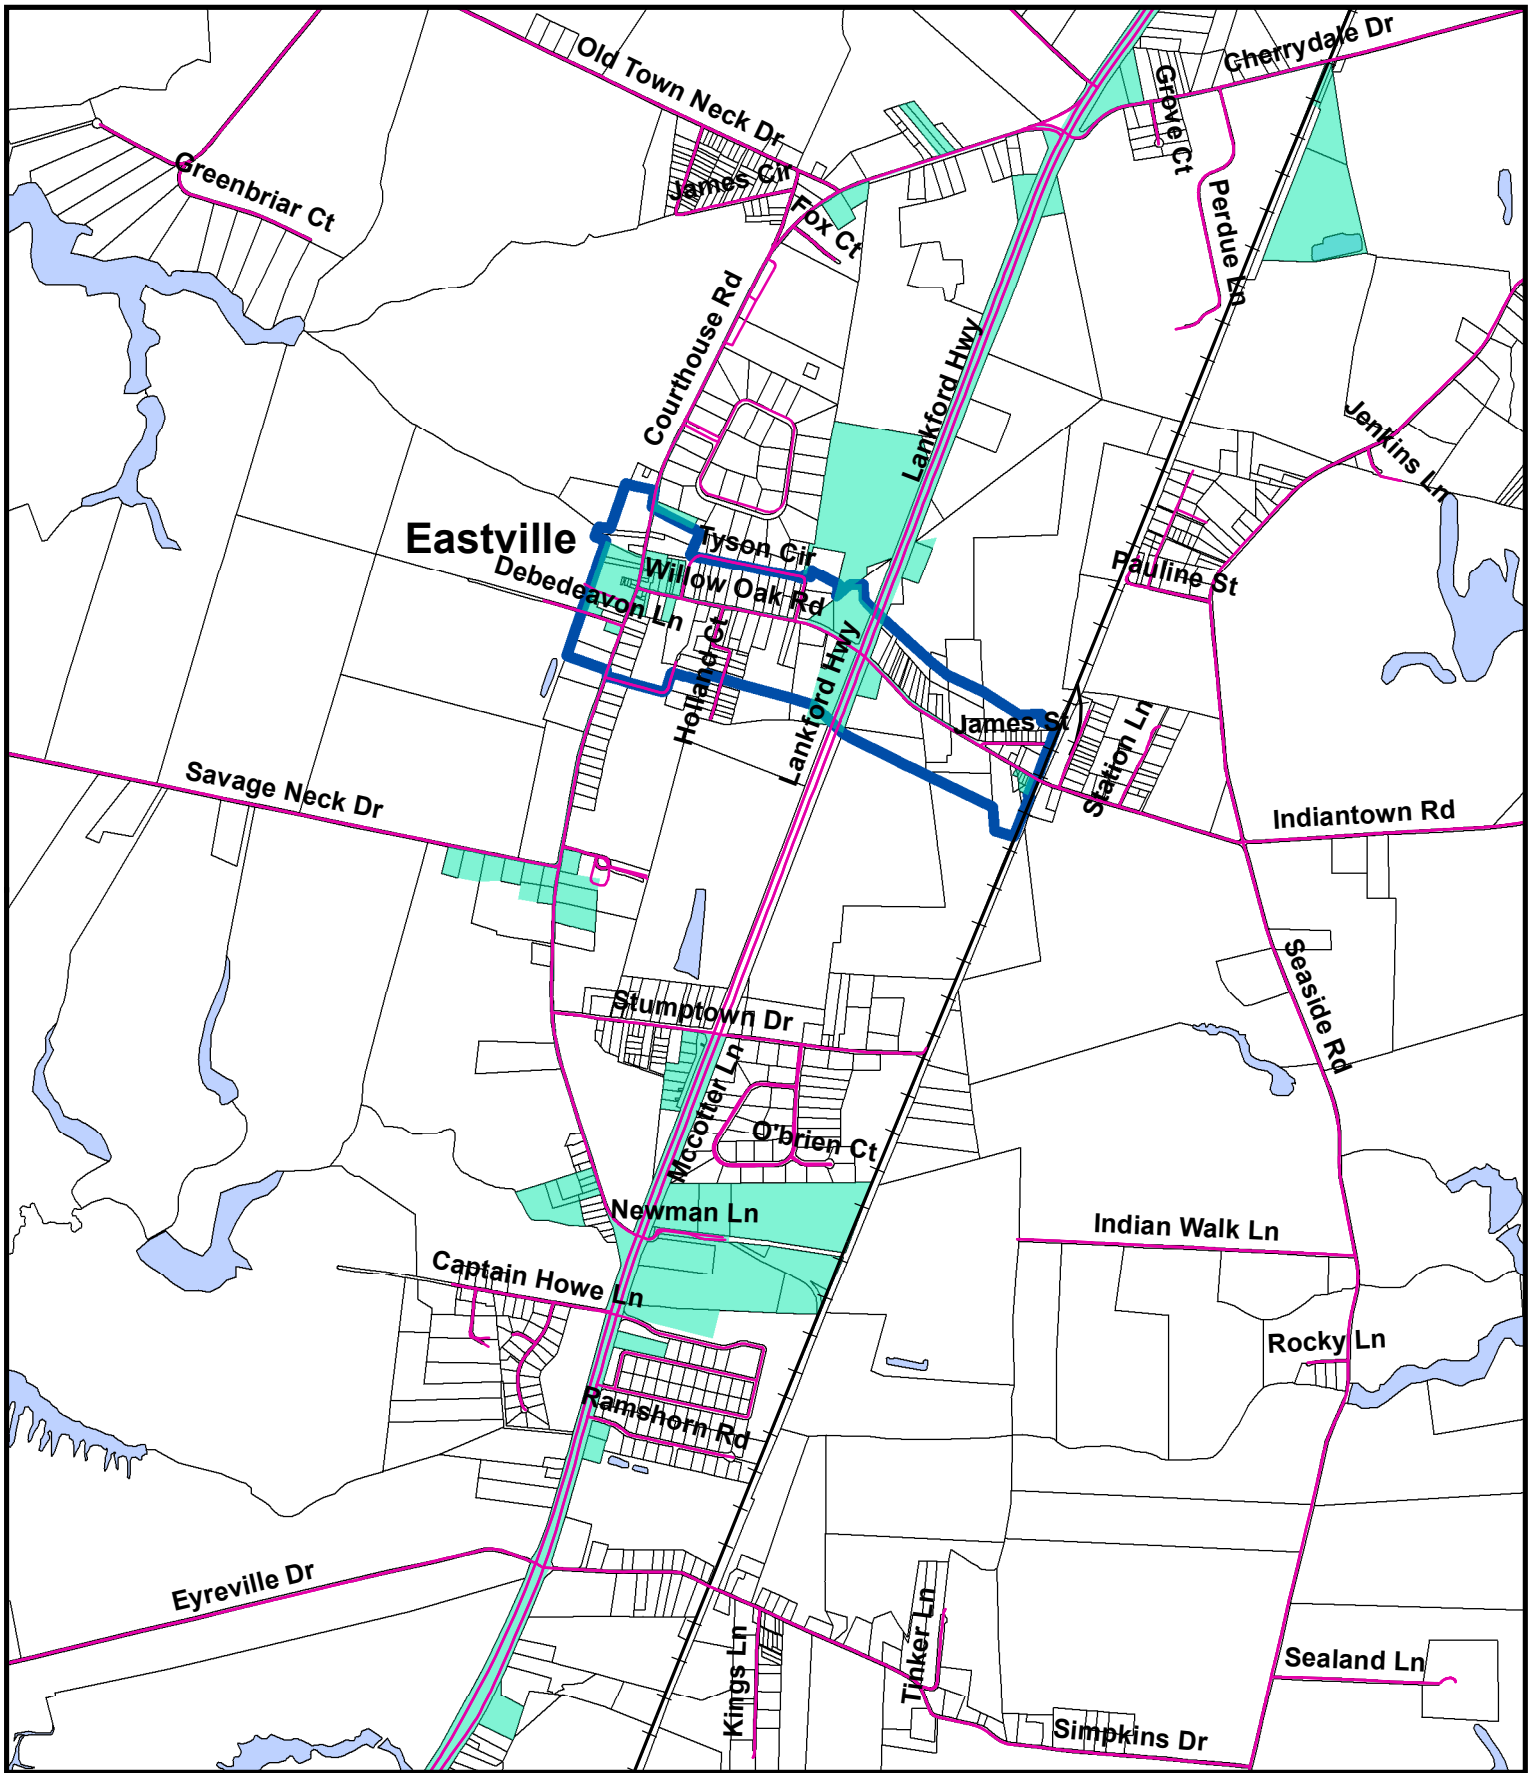 Old Town Neck Dr
Cherrydale Dr
Grove Ct
James Cir
Greenbriar Ct
Fox Ct
Perdue Ln
Courthouse Rd
Lankford Hwy
Jenkins Ln
Eastville
Tyson Cir
Debedeavon Ln
Willow Oak Rd
Pauline St
Holland Ct
Lankford Hwy
James St
Station Ln
Savage Neck Dr
Indiantown Rd
Seaside Rd
Stumptown Dr
Mccotter Ln
O'brien Ct
Newman Ln
Indian Walk Ln
Captain Howe Ln
Rocky Ln
Ramshorn Rd
Eyreville Dr
Kings Ln
Tinker Ln
Sealand Ln
Simpkins Dr